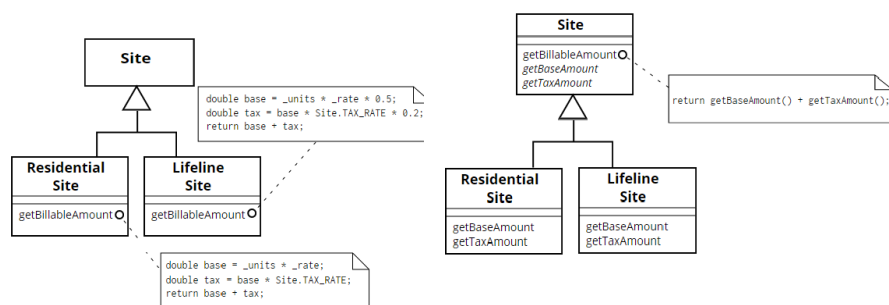 Site
double base = _units * _rate * 0.5;
double tax = base * Site.TAX_RATE * 0.2;
return base + tax;
Residential
Site
getBillableAmount
Lifeline
Site
getBillableAmount
double base = _units * _rate;
double tax = base * Site.TAX_RATE;
return base + tax;
Site
getBillableAmount
getBaseAmount
getTaxAmount
return getBaseAmount() + getTaxAmount();
Residential
Site
getBaseAmount
getTaxAmount
Lifeline
Site
getBaseAmount
getTaxAmount